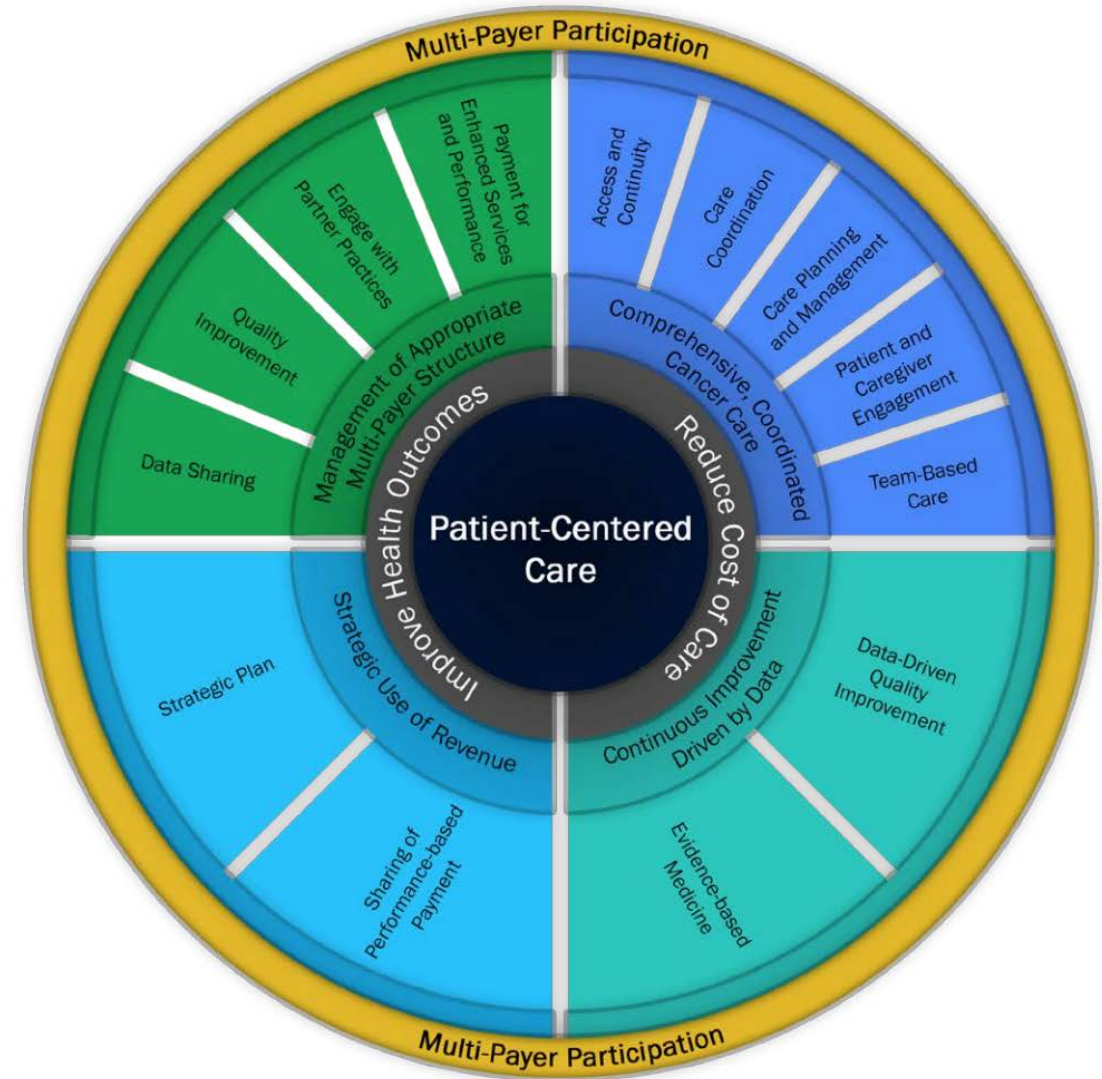 Multi-Payer Participation
Payment for
Enhanced Services
and Performance
Engage with
Partner Practices
Quality
Improvement
Data Sharing
Management of Appropriate
Multi-Payer Structure
Access and
Continuity
Care
Coordination
Care Planning
and Management
Patient and
Caregiver
Engagement
Team-Based
Care
Comprehensive, Coordinated
Cancer Care
Improve Health Outcomes
Reduce Cost of Care
Patient-Centered
Care
Strategic Use of Revenue
Strategic Plan
Sharing of
Performance-based
Payment
Continuous Improvement
Driven by Data
Data-Driven
Quality
Improvement
Evidence-based
Medicine
Multi-Payer Participation